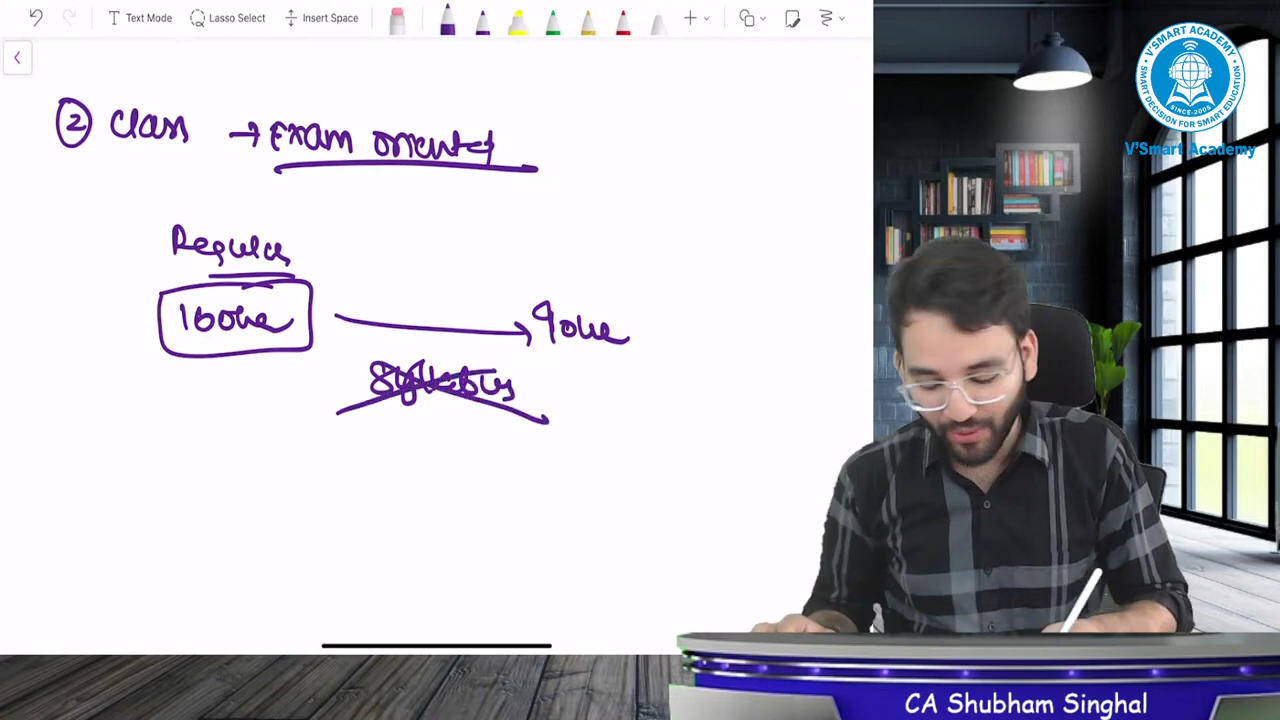 Text Mode
Lasso Select
Insert Space
② Class → Exam oriented
Regular
160hr → 90hr
Syllabus
V'SMART ACADEMY
SMART DECISION FOR SMART EDUCATION
SINCE-2005
V'Smart Academy
CA Shubham Singhal